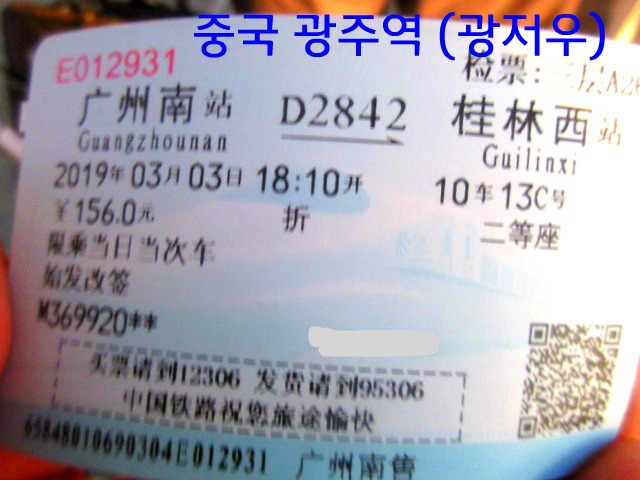 중국 광주역 (광저우)
E012931
检票:三层A26
广州南站 D2842 桂林西站
Guangzhounan Guilinxi
2019年03月03日 18:10开 10车13C号
¥156.0元 折 二等座
限乘当日当次车
始发改签
M369920**
买票请到12306 发货请到95306
中国铁路祝您旅途愉快
65848010690304E012931 广州南售